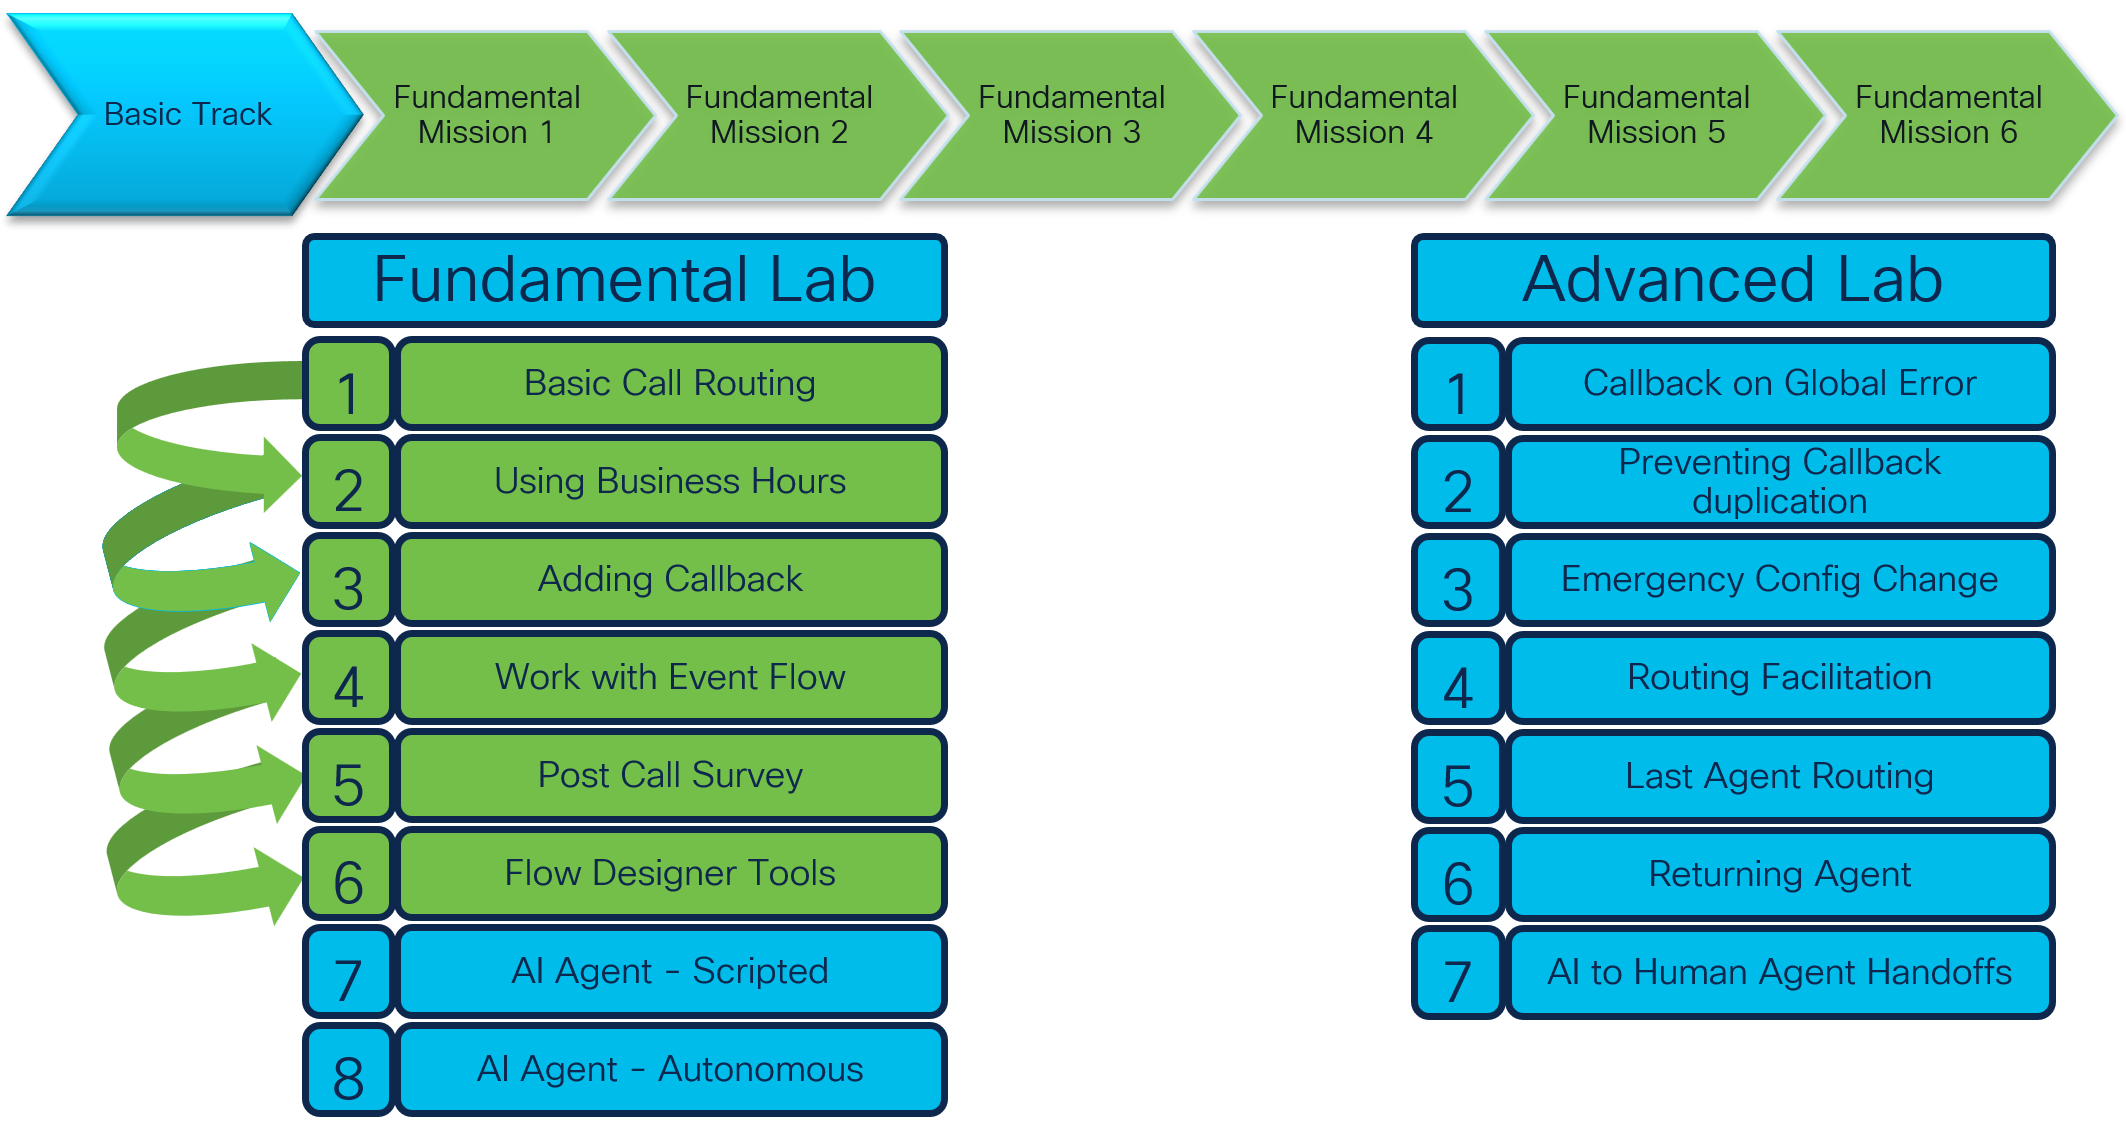 Basic Track
Fundamental
Mission 1
Fundamental
Mission 2
Fundamental
Mission 3
Fundamental
Mission 4
Fundamental
Mission 5
Fundamental
Mission 6
Fundamental Lab
1
Basic Call Routing
2
Using Business Hours
3
Adding Callback
4
Work with Event Flow
5
Post Call Survey
6
Flow Designer Tools
7
AI Agent - Scripted
8
AI Agent - Autonomous
Advanced Lab
1
Callback on Global Error
2
Preventing Callback
duplication
3
Emergency Config Change
4
Routing Facilitation
5
Last Agent Routing
6
Returning Agent
7
AI to Human Agent Handoffs